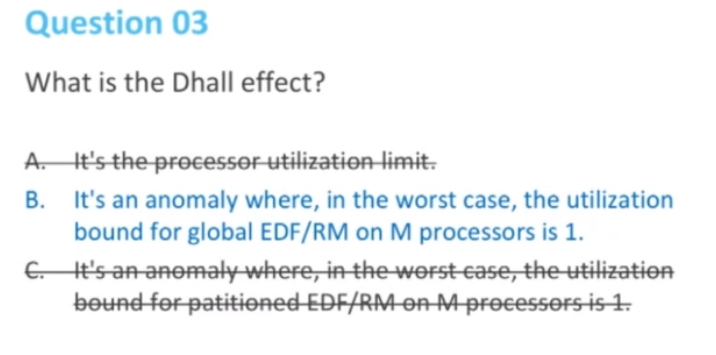 Question 03
What is the Dhall effect?
A. It's the processor utilization limit.
B. It's an anomaly where, in the worst case, the utilization
bound for global EDF/RM on M processors is 1.
C. It's an anomaly where, in the worst case, the utilization
bound for patitioned EDF/RM on M processors is 1.